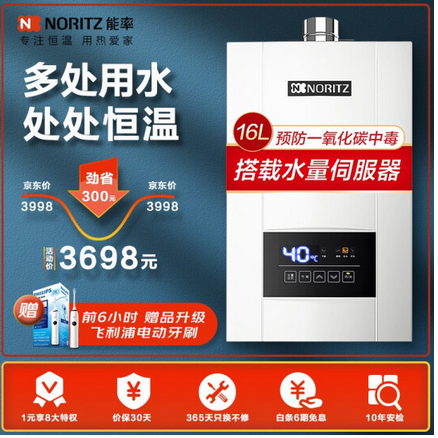 NORITZ 能率
专注恒温 用热爱家
多处用水
处处恒温
NORITZ
16L 预防一氧化碳中毒
搭载水量伺服器
劲省
300元
京东价
3998
京东价
3998
活动价
3698元
40℃
PHILIPS
赠
前6小时 赠品升级
飞利浦电动牙刷
1元享8大特权
价保30天
365天只换不修
白条6期免息
10年安检